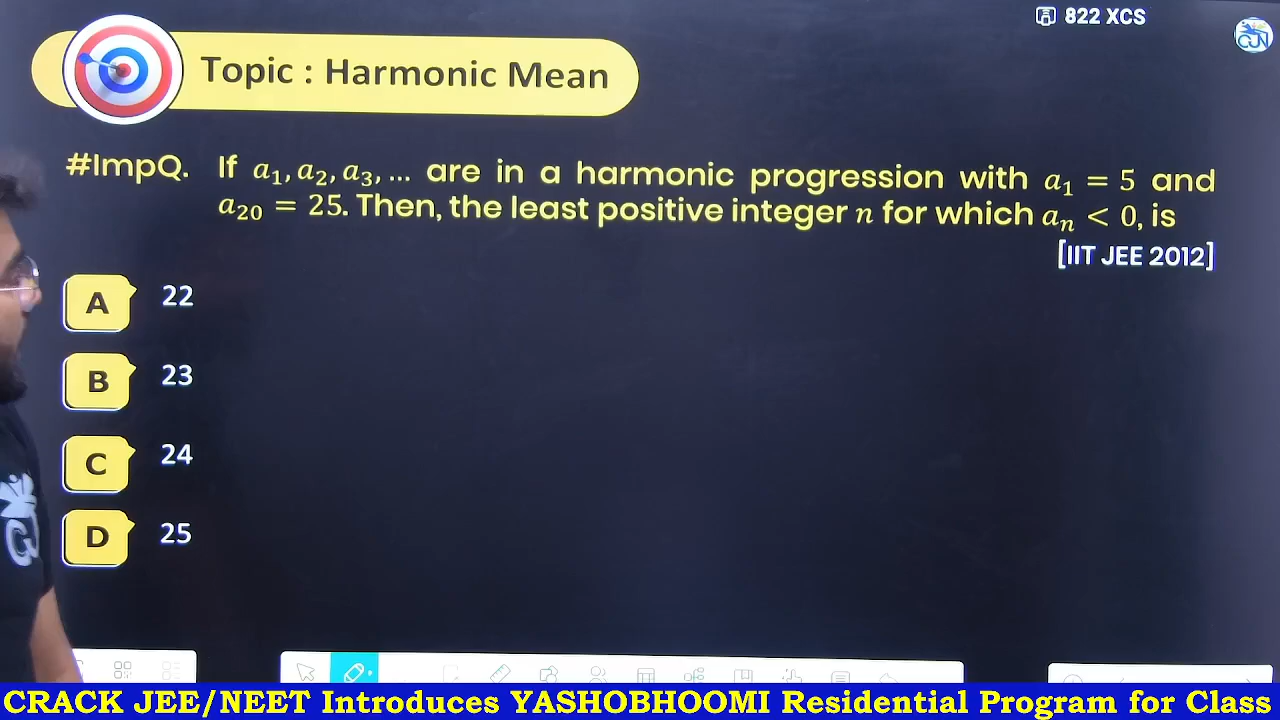 822 XCS
Topic : Harmonic Mean
#ImpQ. If a₁, a₂, a₃, ... are in a harmonic progression with a₁ = 5 and
a₂₀ = 25. Then, the least positive integer n for which aₙ < 0, is
[IIT JEE 2012]
A 22
B 23
C 24
D 25
CRACK JEE/NEET Introduces YASHOBHOOMI Residential Program for Class